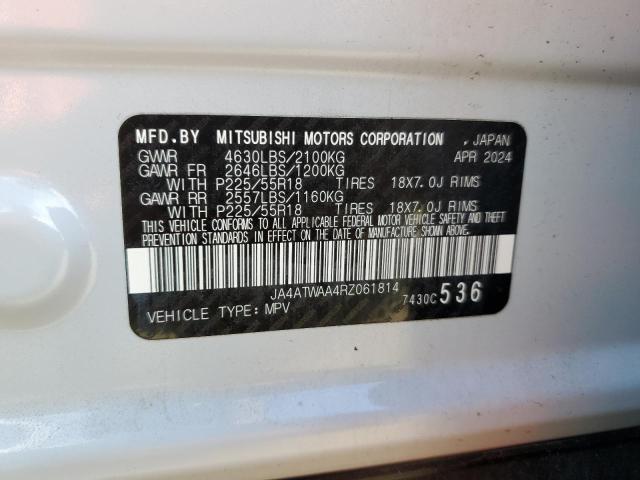 MFD.BY MITSUBISHI MOTORS CORPORATION , JAPAN
GVWR 4630LBS/2100KG APR 2024
GAWR FR 2646LBS/1200KG
WITH P225/55R18 TIRES 18X7.0J RIMS
GAWR RR 2557LBS/1160KG
WITH P225/55R18 TIRES 18X7.0J RIMS
THIS VEHICLE CONFORMS TO ALL APPLICABLE FEDERAL MOTOR VEHICLE SAFETY AND THEFT
PREVENTION STANDARDS IN EFFECT ON THE DATE OF MANUFACTURE SHOWN ABOVE.
JA4ATWAA4RZ061814
VEHICLE TYPE: MPV 7430C 536